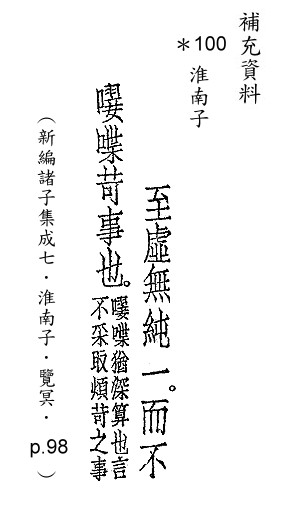 補充資料
＊100
淮南子
至虛無純一。而不
嚶喋苛事也。
嚶喋猶深算也言
不采取煩苛之事
（新編諸子集成七．淮南子．覽冥．
p.98）